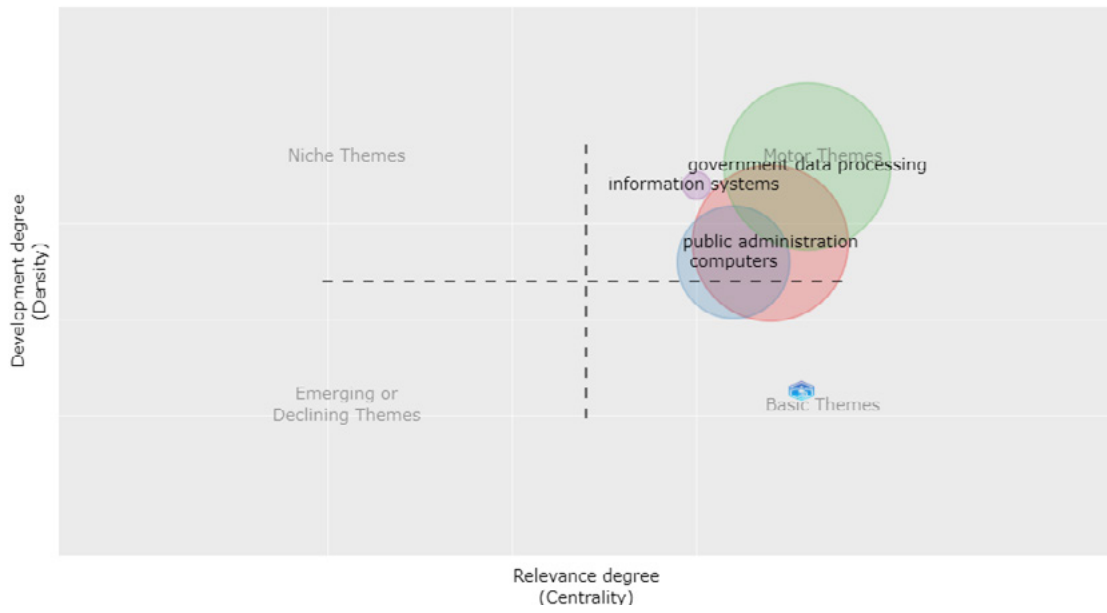 Niche Themes
Motor Themes
government data processing
information systems
public administration
computers
Development degree
(Density)
Emerging or
Declining Themes
Basic Themes
Relevance degree
(Centrality)